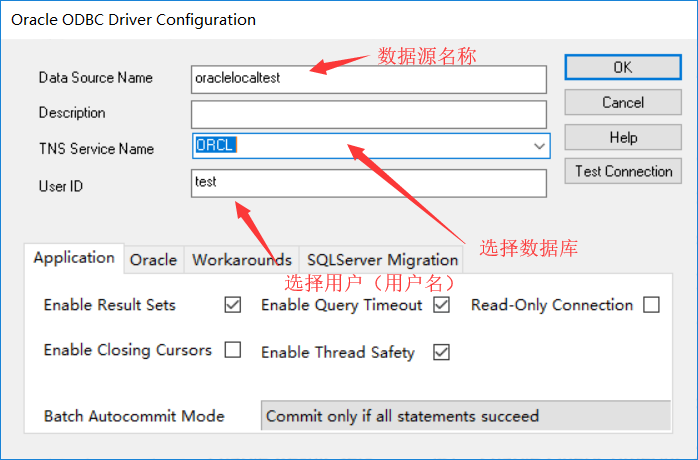 Oracle ODBC Driver Configuration
数据源名称
Data Source Name oraclelocaltest OK
Description Cancel
TNS Service Name ORCL Help
User ID test Test Connection
选择数据库
Application Oracle Workarounds SQLServer Migration
选择用户（用户名）
Enable Result Sets Enable Query Timeout Read-Only Connection
Enable Closing Cursors Enable Thread Safety
Batch Autocommit Mode Commit only if all statements succeed